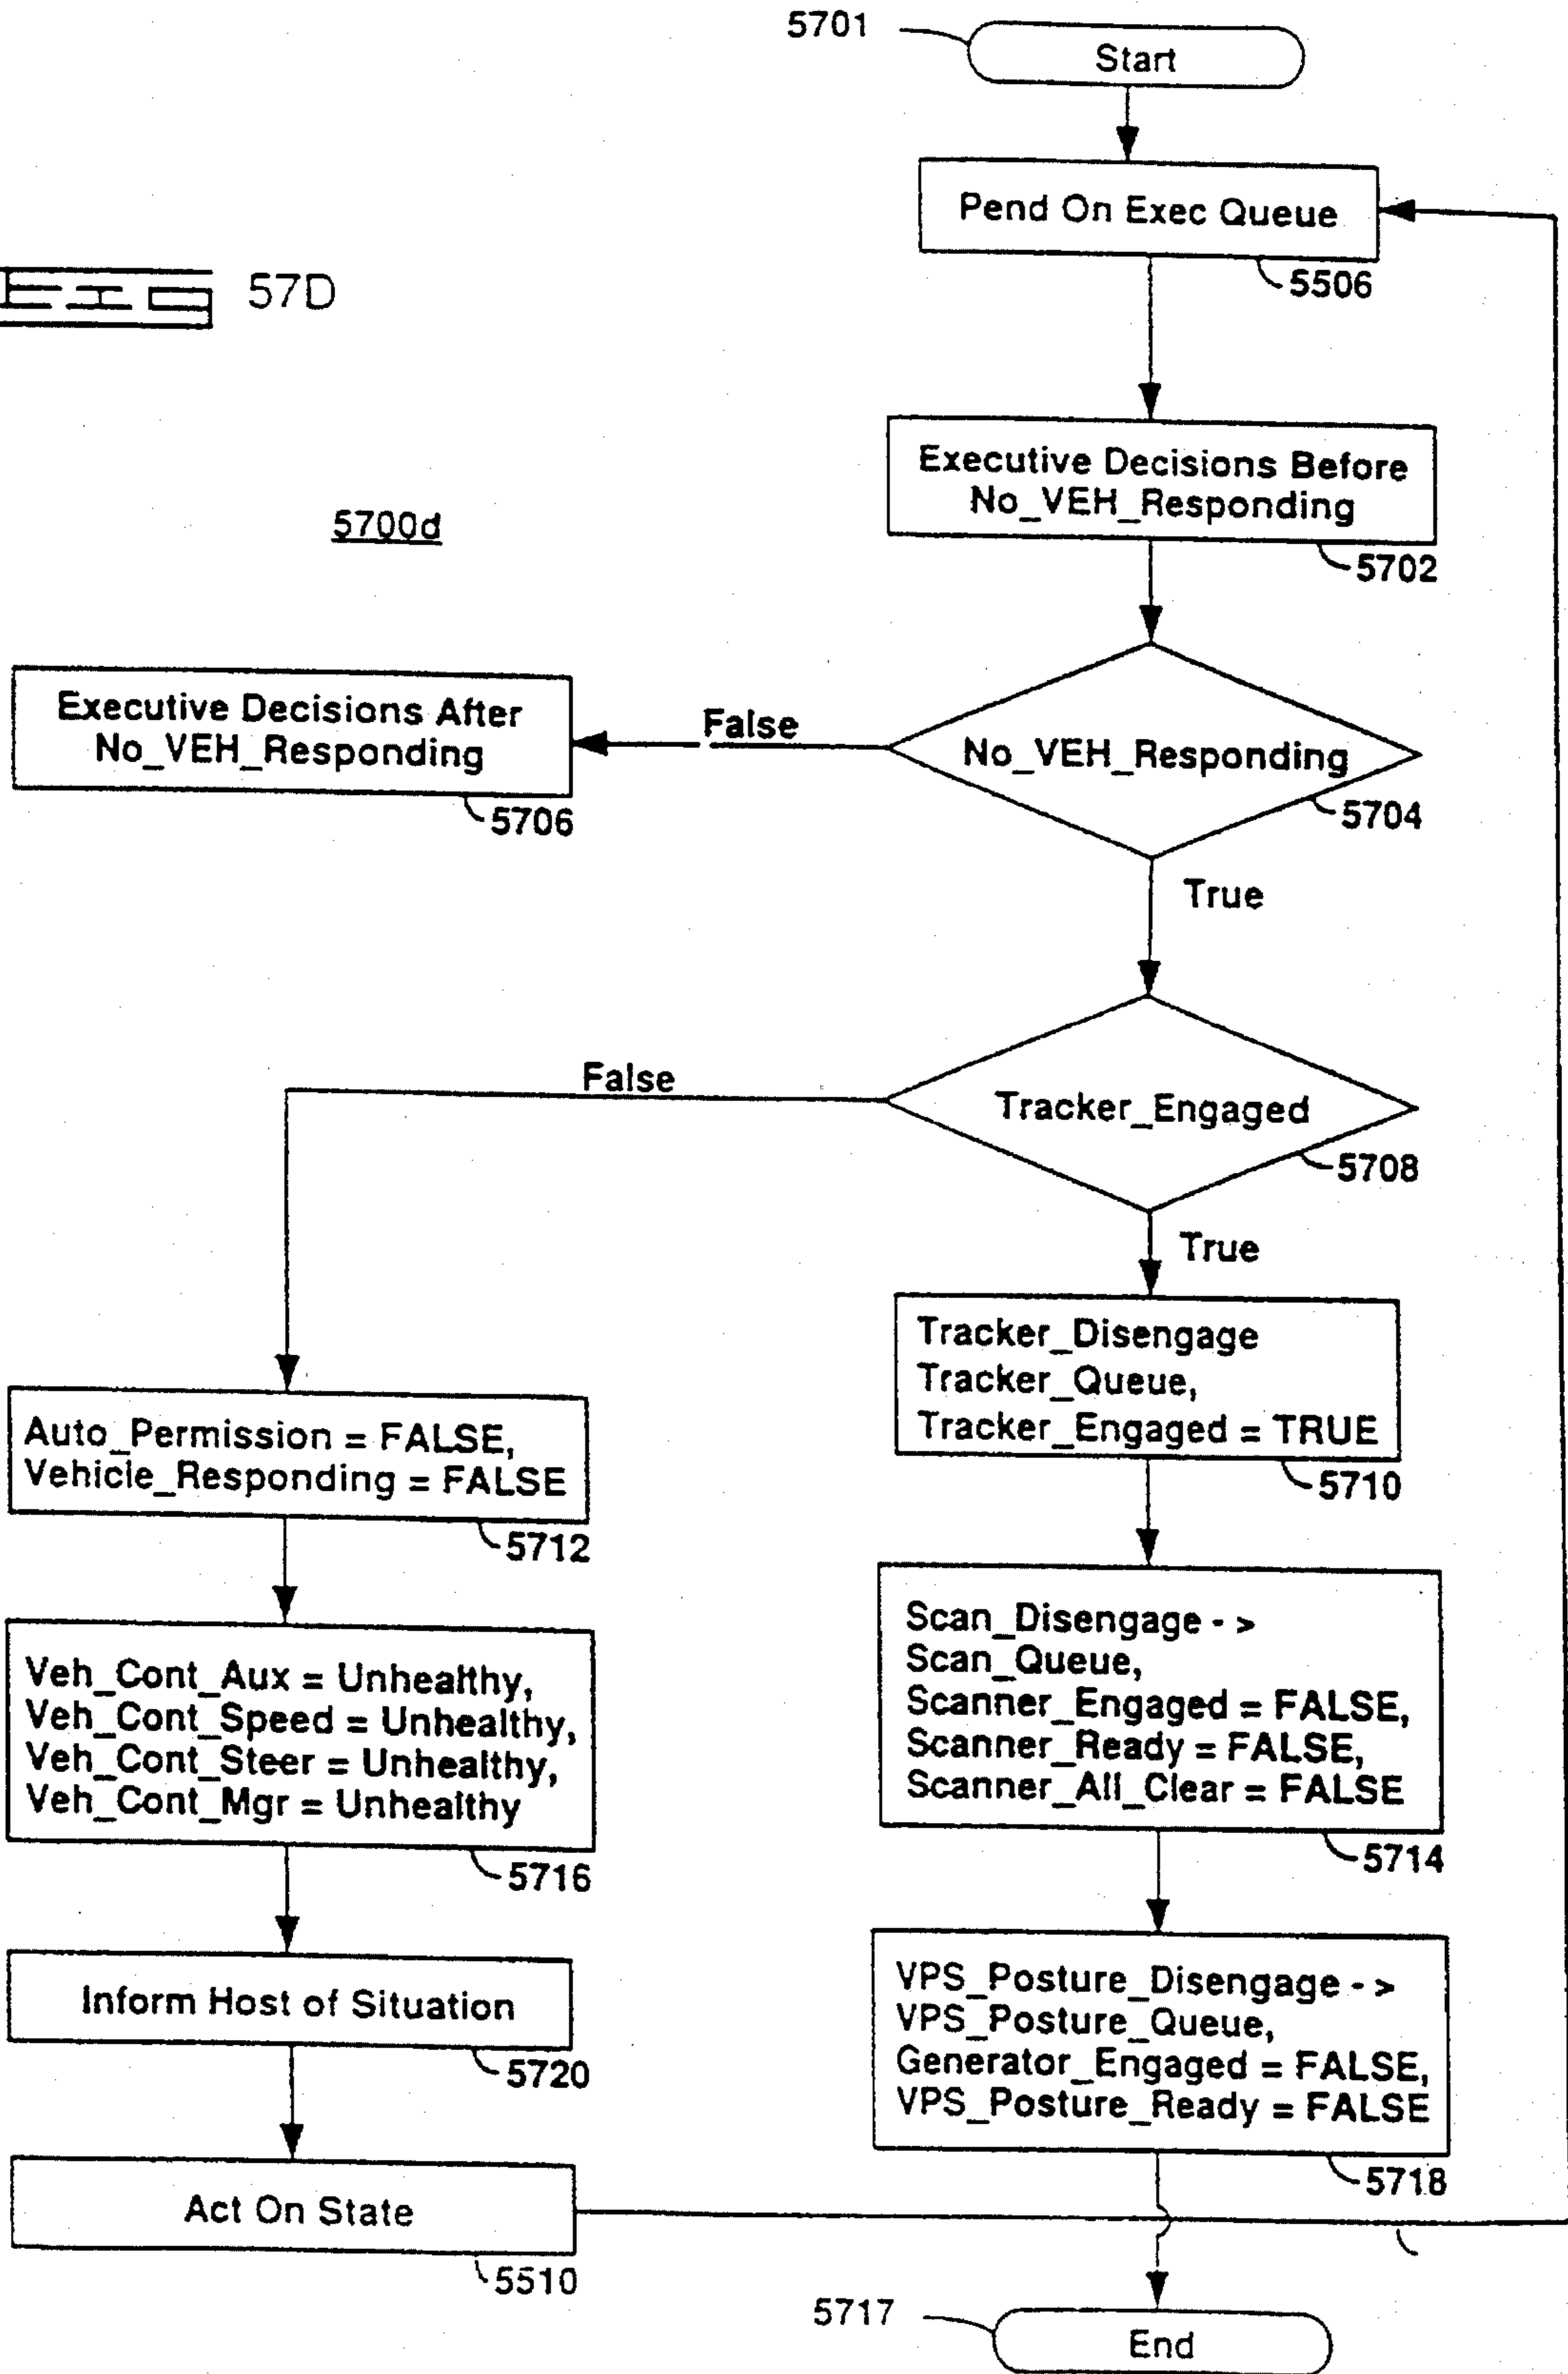 5701
Start
Pend On Exec Queue
5506
FIG 57D
Executive Decisions Before
No_VEH_Responding
5702
5700d
Executive Decisions After
No_VEH_Responding
5706
False
No_VEH_Responding
5704
True
False
Tracker_Engaged
5708
True
Tracker_Disengage
Tracker_Queue,
Tracker_Engaged = TRUE
5710
Auto_Permission = FALSE,
Vehicle_Responding = FALSE
5712
Scan_Disengage - >
Scan_Queue,
Scanner_Engaged = FALSE,
Scanner_Ready = FALSE,
Scanner_All_Clear = FALSE
5714
Veh_Cont_Aux = Unhealthy,
Veh_Cont_Speed = Unhealthy,
Veh_Cont_Steer = Unhealthy,
Veh_Cont_Mgr = Unhealthy
5716
VPS_Posture_Disengage - >
VPS_Posture_Queue,
Generator_Engaged = FALSE,
VPS_Posture_Ready = FALSE
5718
Inform Host of Situation
5720
Act On State
5510
5717
End